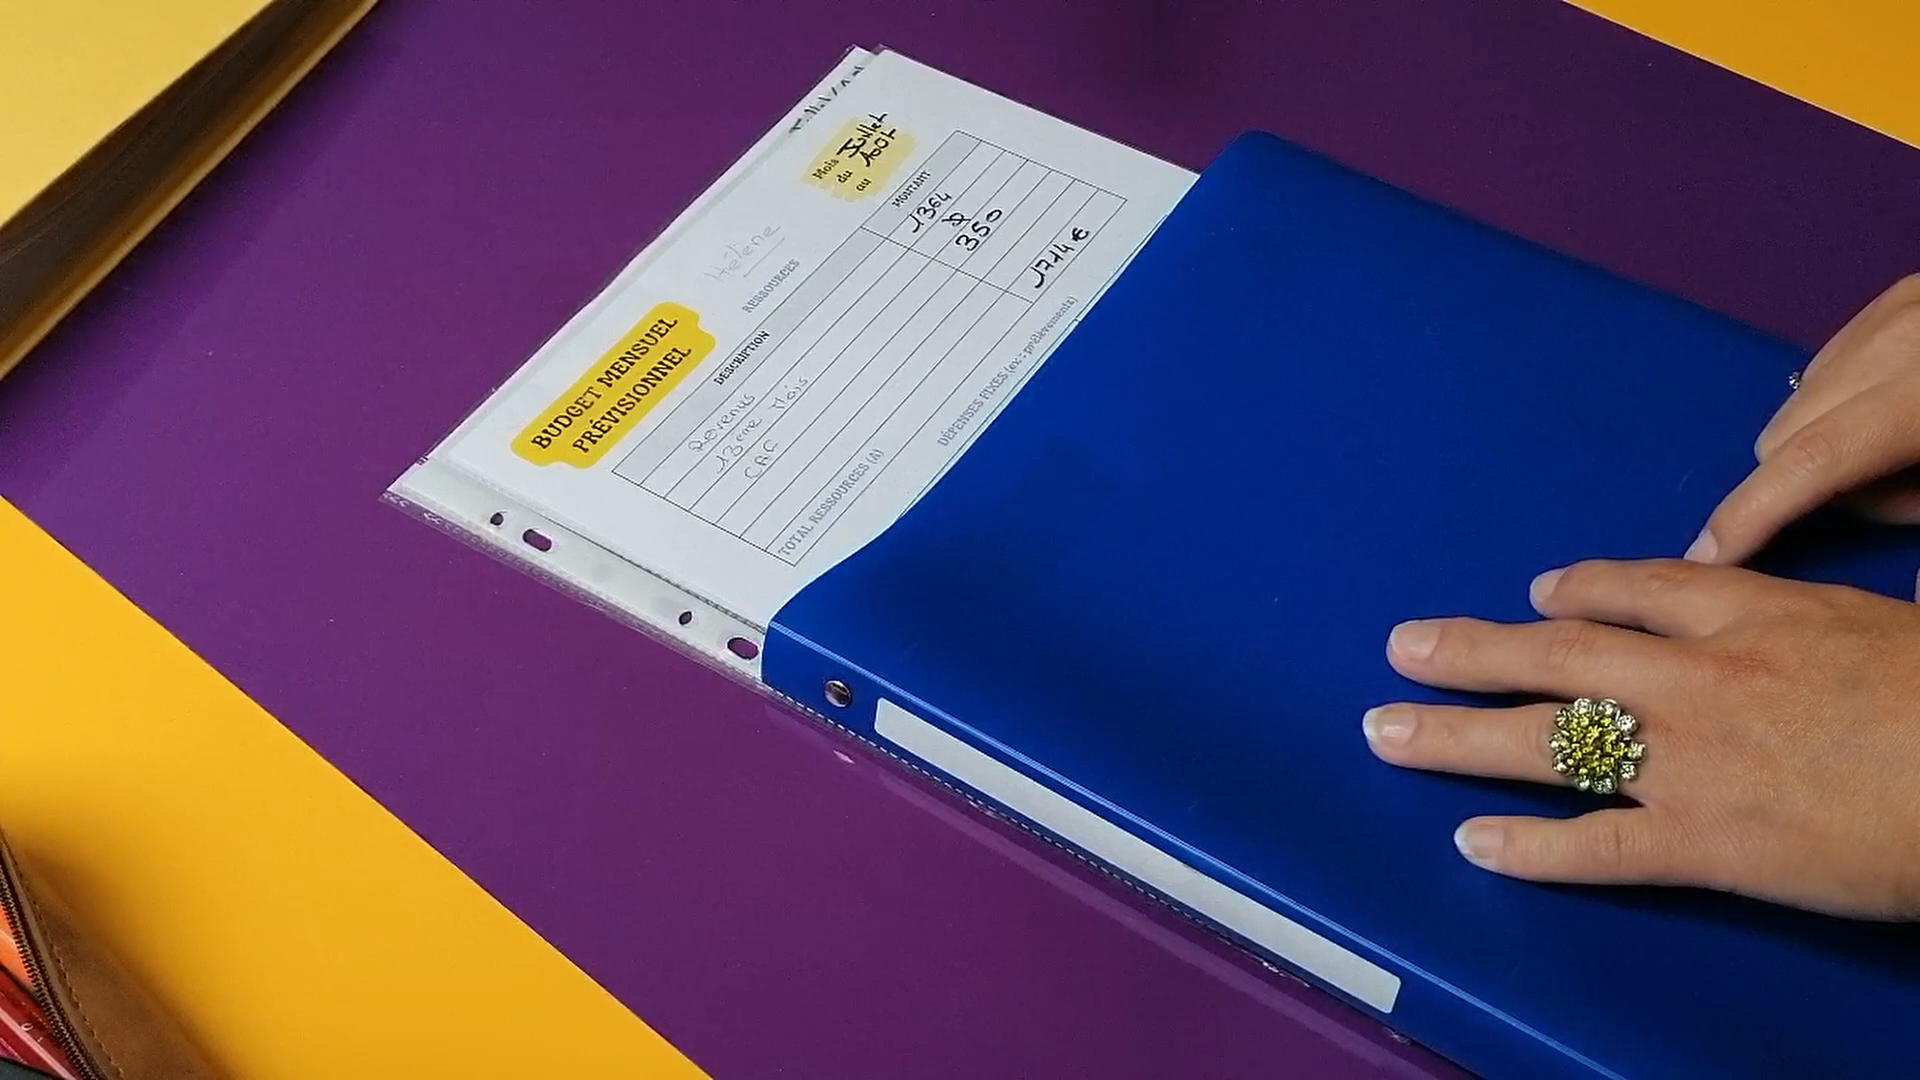 Mois Juillet
du Août
au
Hélène
BUDGET MENSUEL
PRÉVISIONNEL
RESSOURCES
DESCRIPTION MONTANT
Revenus 1364
13ème Mois
CAF 350
TOTAL RESSOURCES (A) 1714 €
DÉPENSES FIXES (ex : prélèvements)